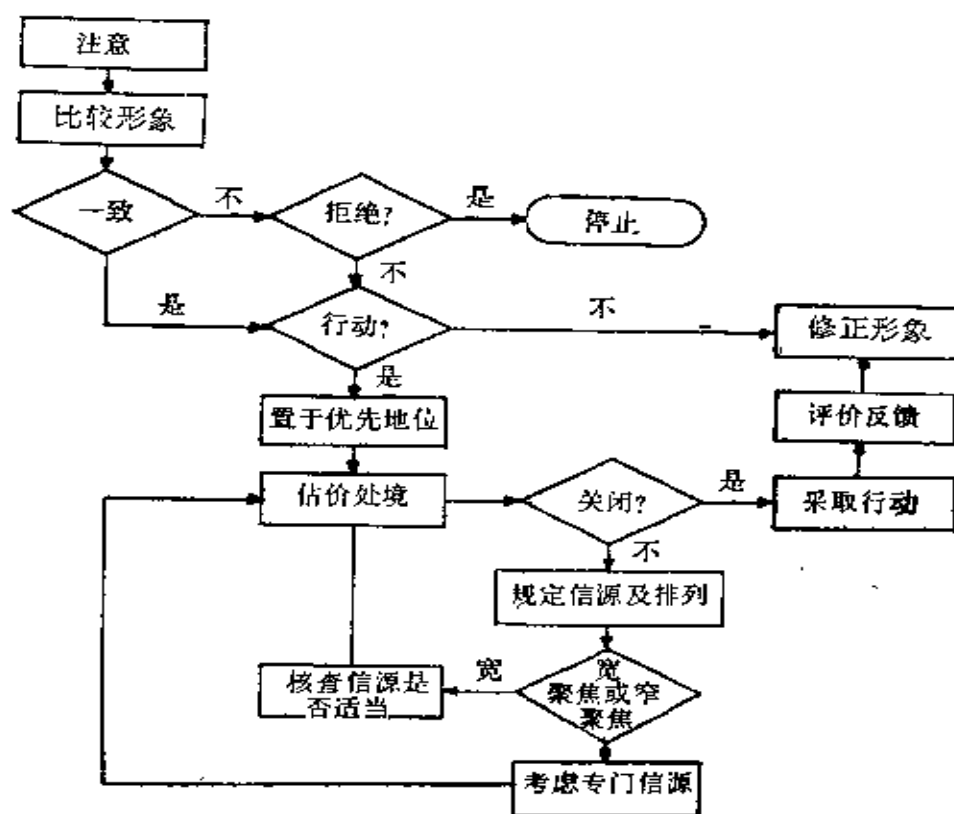 注意
比较形象
一致
不
拒绝?
是
停止
不
是
行动?
不
修正形象
是
置于优先地位
评价反馈
估价处境
关闭?
是
采取行动
不
规定信源及排列
核查信源是
否适当
宽
宽
聚焦或窄
聚焦
考虑专门信源